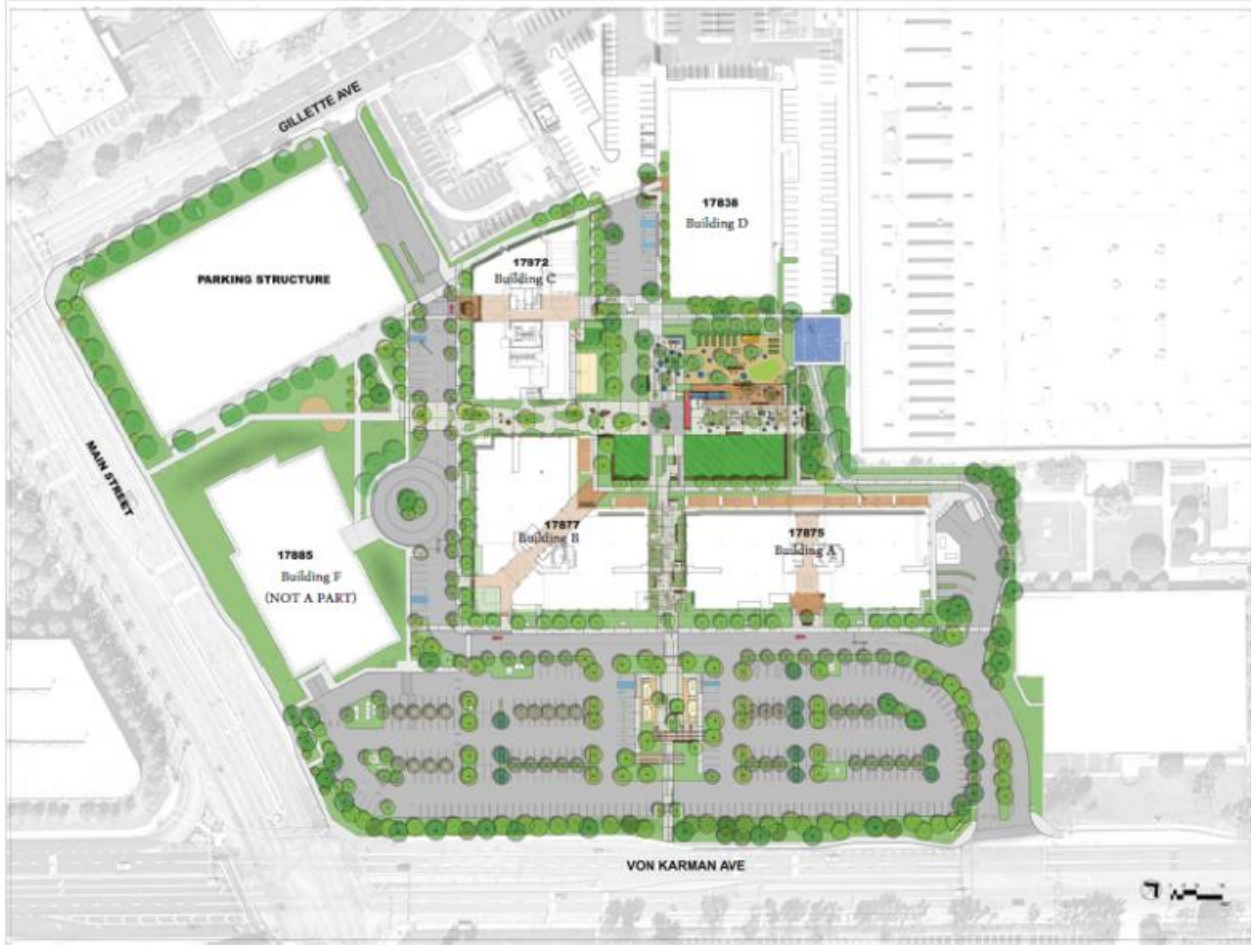 GILLETTE AVE
17838
Building D
17872
Building C
PARKING STRUCTURE
MAIN STREET
17885
Building F
(NOT A PART)
17877
Building B
17875
Building A
VON KARMAN AVE